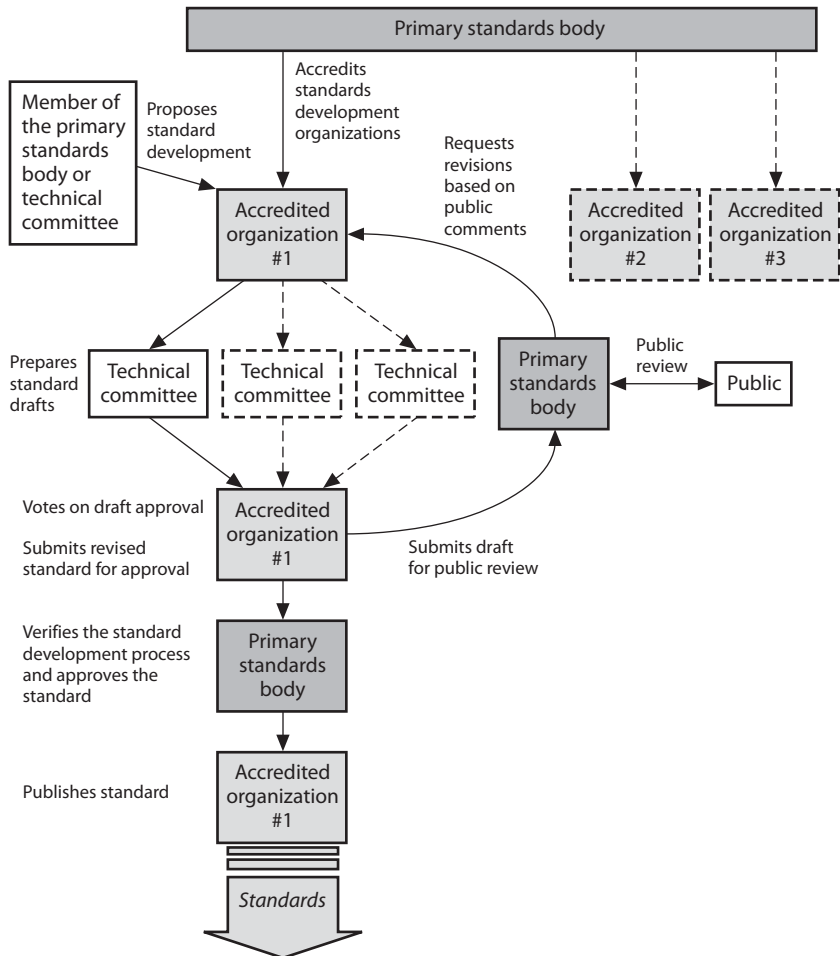 Primary standards body
Accredits
standards
development
organizations
Member of
the primary
standards
body or
technical
committee
Proposes
standard
development
Requests
revisions
based on
public
comments
Accredited
organization
#1
Accredited
organization
#2
Accredited
organization
#3
Prepares
standard
drafts
Technical
committee
Technical
committee
Technical
committee
Primary
standards
body
Public
review
Public
Votes on draft approval
Submits revised
standard for approval
Accredited
organization
#1
Submits draft
for public review
Verifies the standard
development process
and approves the
standard
Primary
standards
body
Publishes standard
Accredited
organization
#1
Standards